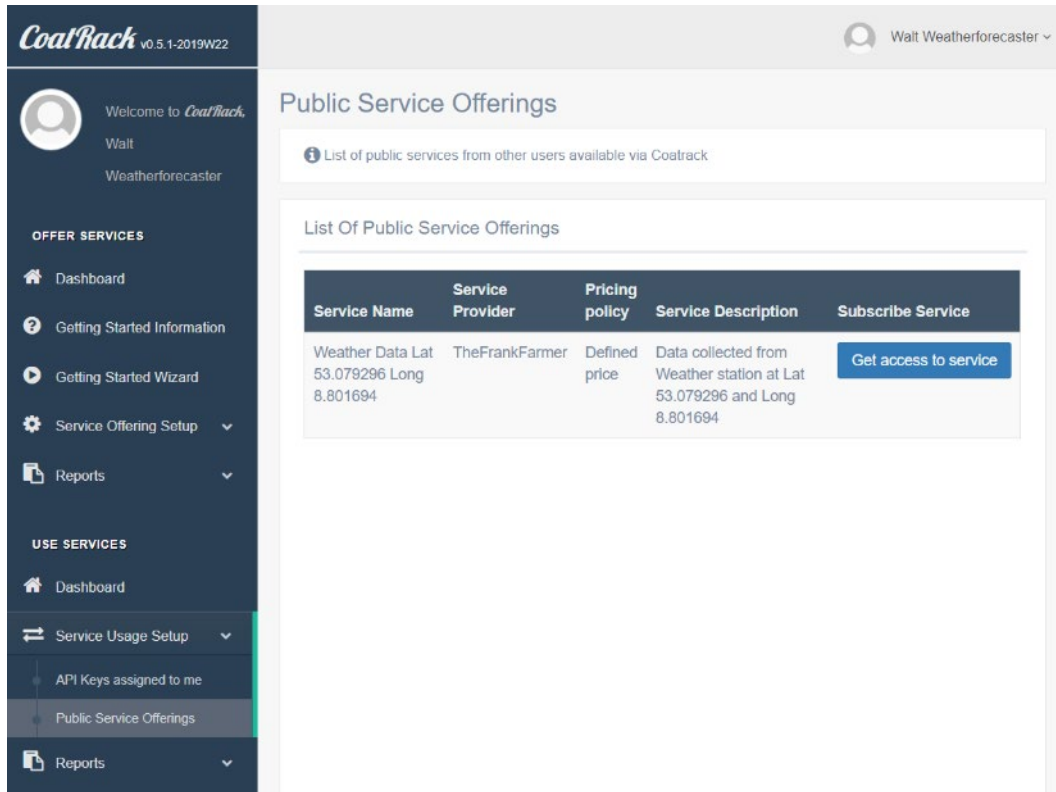 CoatRack v0.5.1-2019W22
Walt Weatherforecaster
Welcome to CoatRack,
Walt
Weatherforecaster
OFFER SERVICES
Dashboard
Getting Started Information
Getting Started Wizard
Service Offering Setup
Reports
USE SERVICES
Dashboard
Service Usage Setup
API Keys assigned to me
Public Service Offerings
Reports
Public Service Offerings
List of public services from other users available via Coatrack
List Of Public Service Offerings
Service Name
Service
Provider
Pricing
policy
Service Description
Subscribe Service
Weather Data Lat
53.079296 Long
8.801694
TheFrankFarmer
Defined
price
Data collected from
Weather station at Lat
53.079296 and Long
8.801694
Get access to service